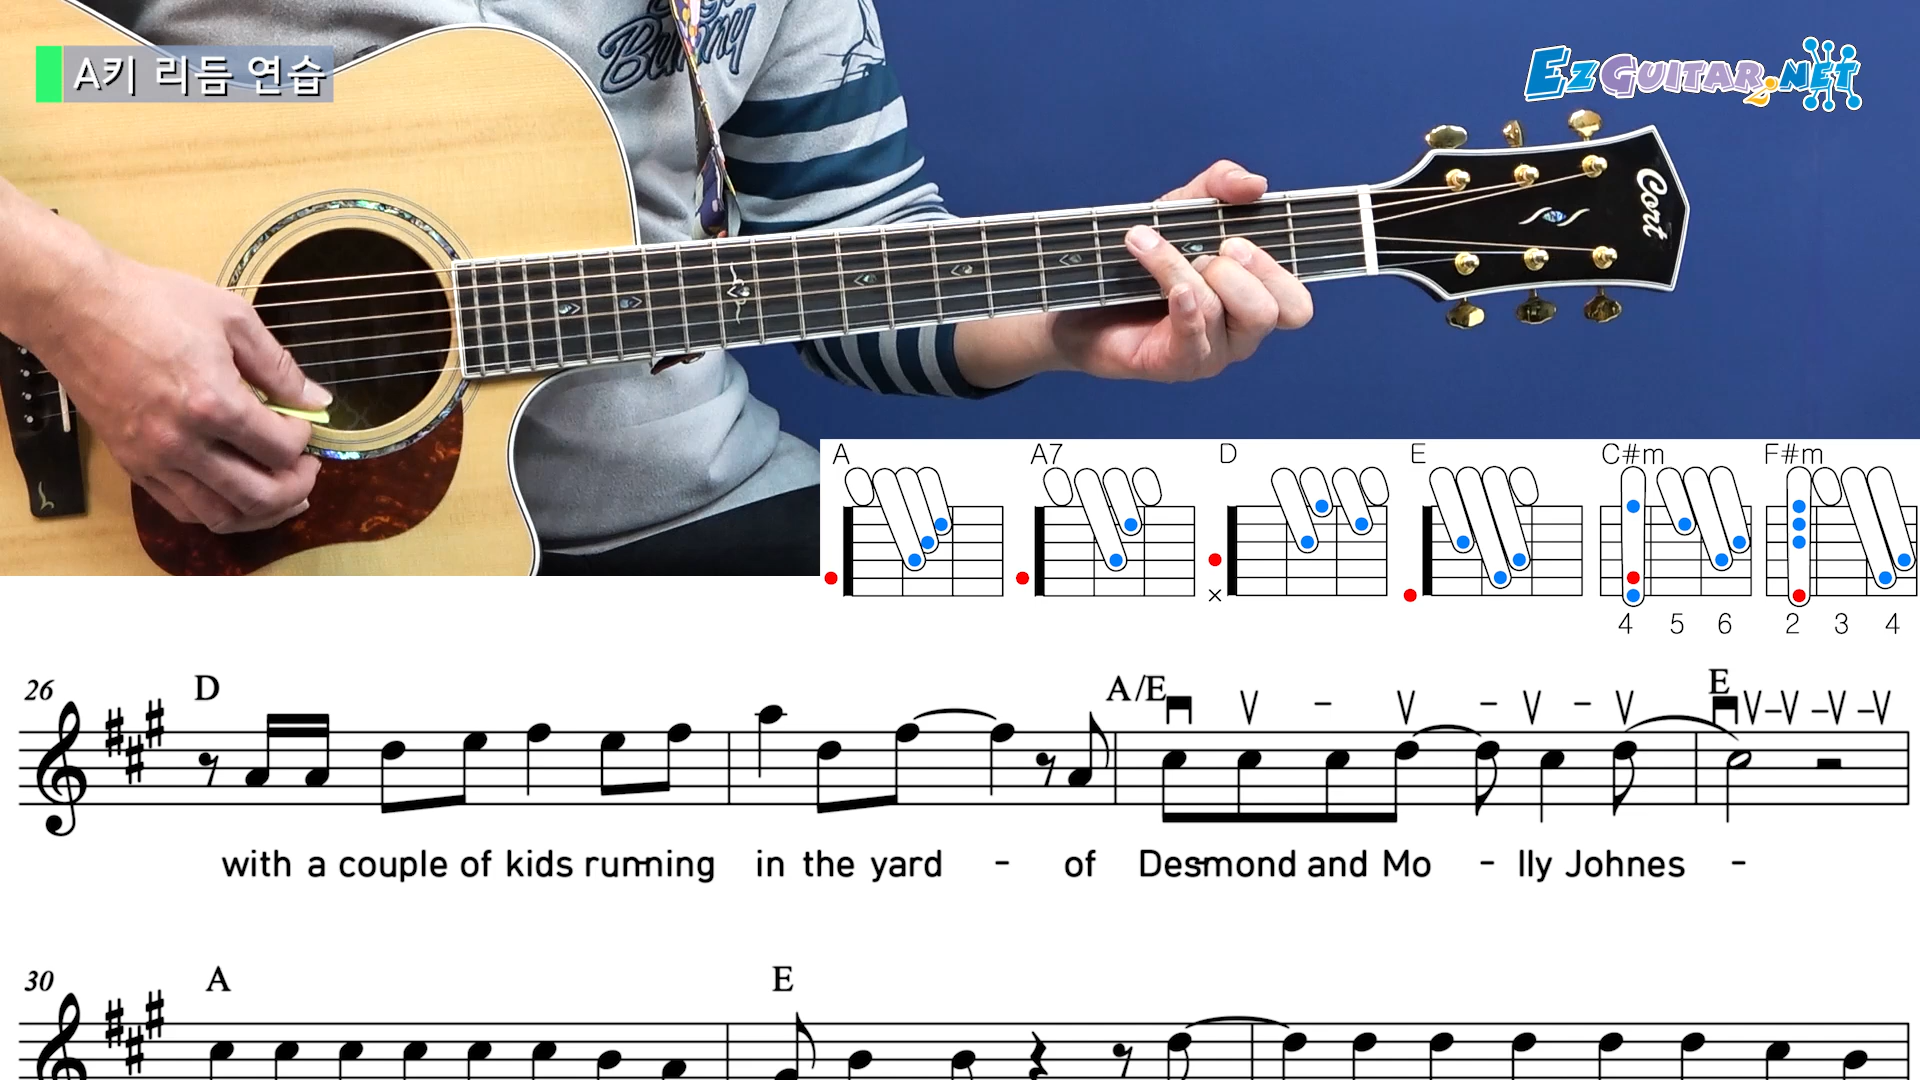 A키 리듬 연습
EzGUITAR2.NET
Cort
A A7 D E C#m F#m
×
4 5 6 2 3 4
26 D A/E E
with a couple of kids running in the yard - of Desmond and Mo - lly Johnes -
30 A E